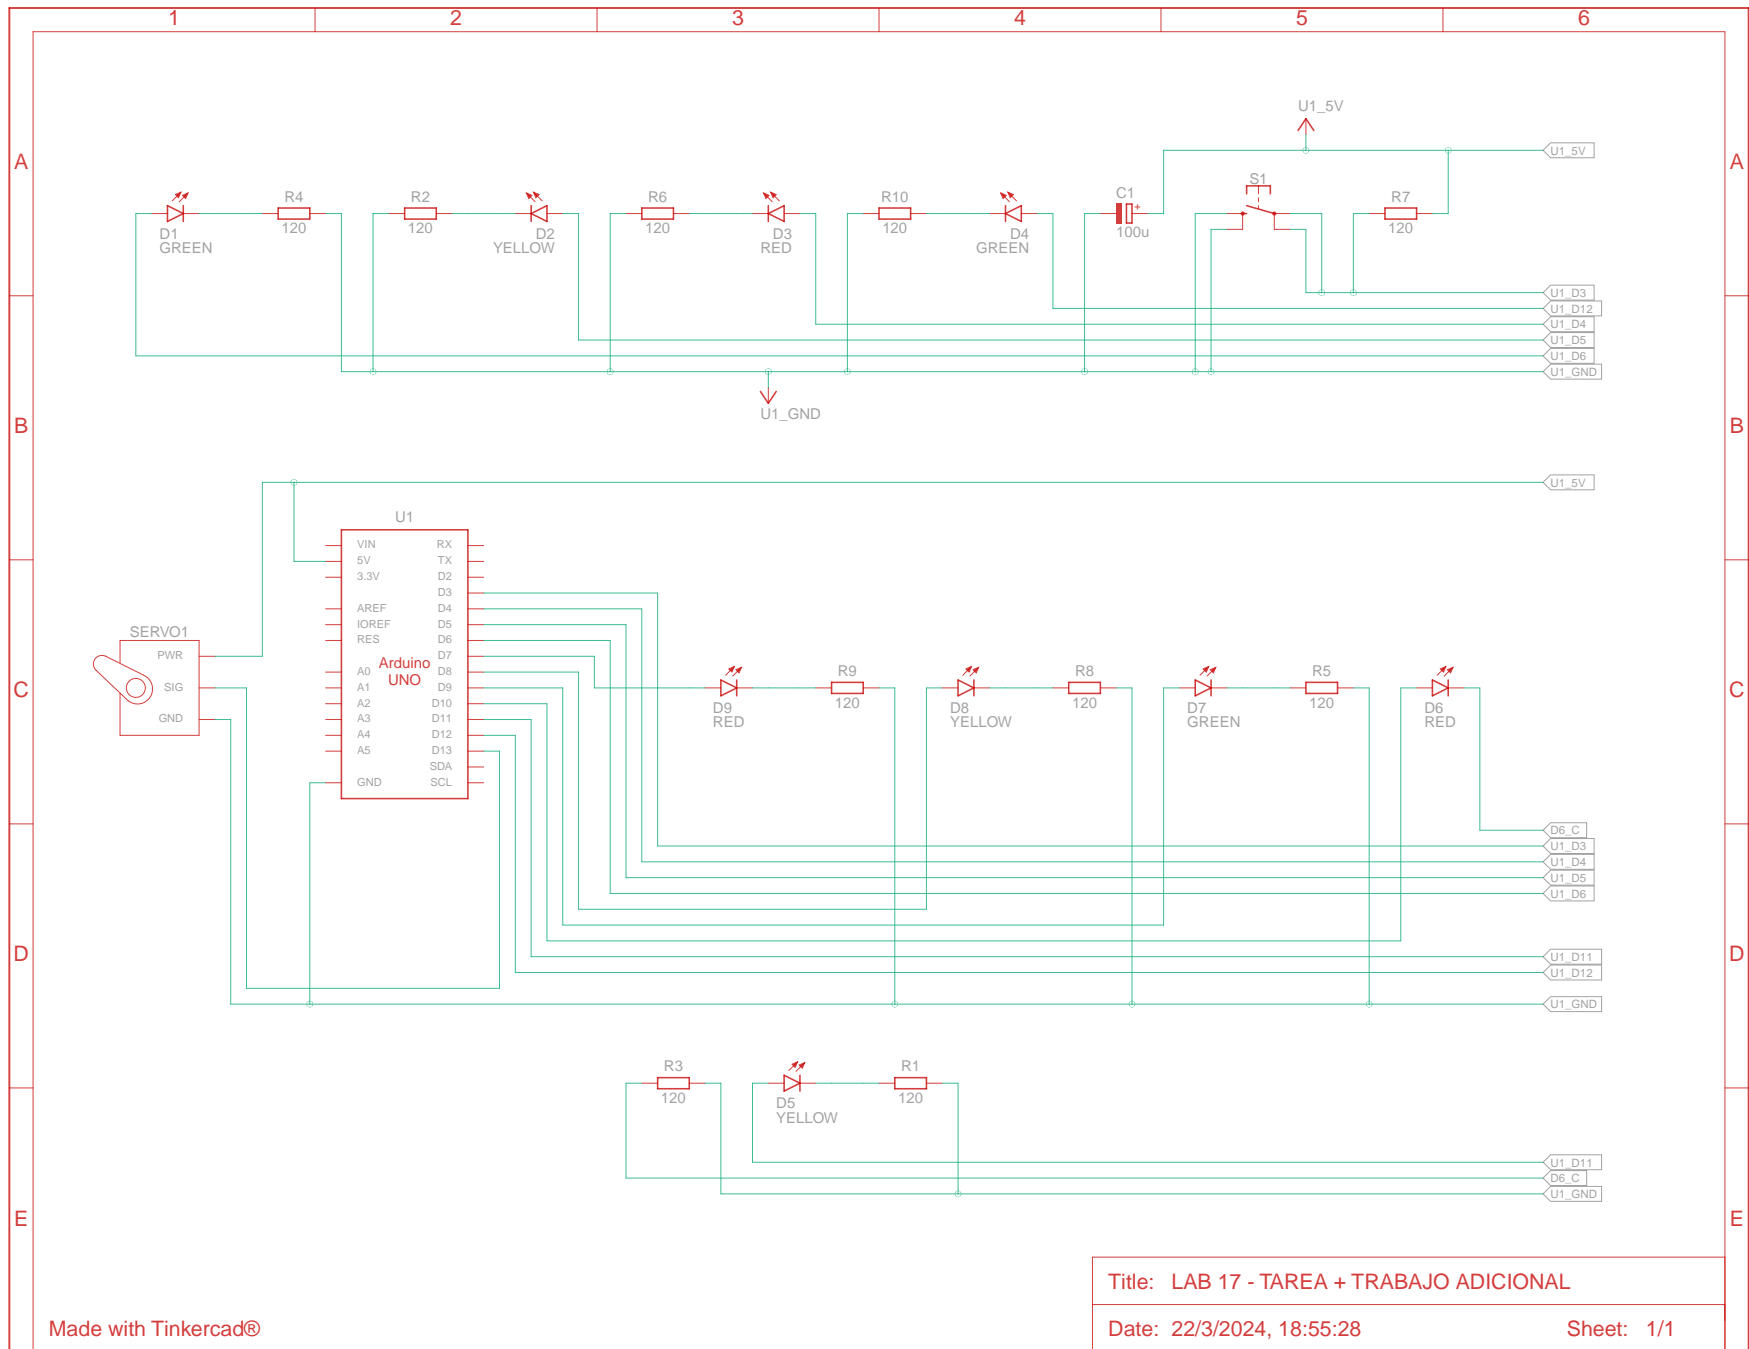 1 2 3 4 5 6
U1_5V
A U1_5V A
R4 R2 R6 R10 C1 S1 R7
+
120 120 120 120 100u 120
D1 D2 D3 D4
GREEN YELLOW RED GREEN
U1_D3
U1_D12
U1_D4
U1_D5
U1_D6
U1_GND
U1_GND
B B
U1_5V
U1
VIN RX
5V TX
3.3V D2
D3
AREF D4
IOREF D5
RES D6
D7
A0 D8
A1 D9
A2 D10
A3 D11
A4 D12
A5 D13
SDA
GND SCL
Arduino
UNO
SERVO1
PWR
SIG
GND
C C
R9 R8 R5
120 120 120
D9 D8 D7 D6
RED YELLOW GREEN RED
D6_C
U1_D3
U1_D4
U1_D5
U1_D6
D D
U1_D11
U1_D12
U1_GND
R3 R1
120 120
D5
YELLOW
U1_D11
D6_C
U1_GND
E E
Title: LAB 17 - TAREA + TRABAJO ADICIONAL
Made with Tinkercad®
Date: 22/3/2024, 18:55:28 Sheet: 1/1